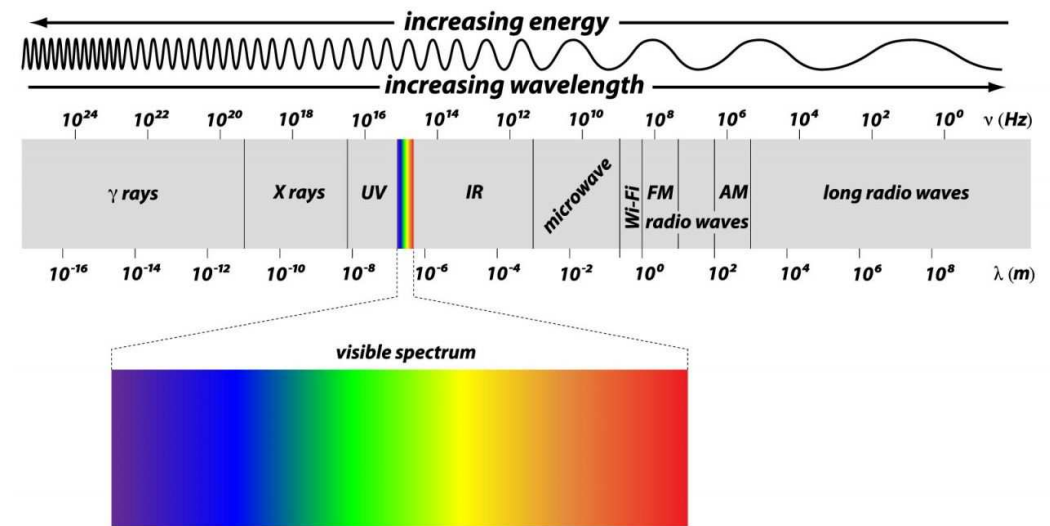 increasing energy
increasing wavelength
10²⁴ 10²² 10²⁰ 10¹⁸ 10¹⁶ 10¹⁴ 10¹² 10¹⁰ 10⁸ 10⁶ 10⁴ 10² 10⁰ ν (Hz)
γ rays X rays UV IR microwave Wi-Fi FM AM long radio waves
radio waves
10⁻¹⁶ 10⁻¹⁴ 10⁻¹² 10⁻¹⁰ 10⁻⁸ 10⁻⁶ 10⁻⁴ 10⁻² 10⁰ 10² 10⁴ 10⁶ 10⁸ λ (m)
visible spectrum